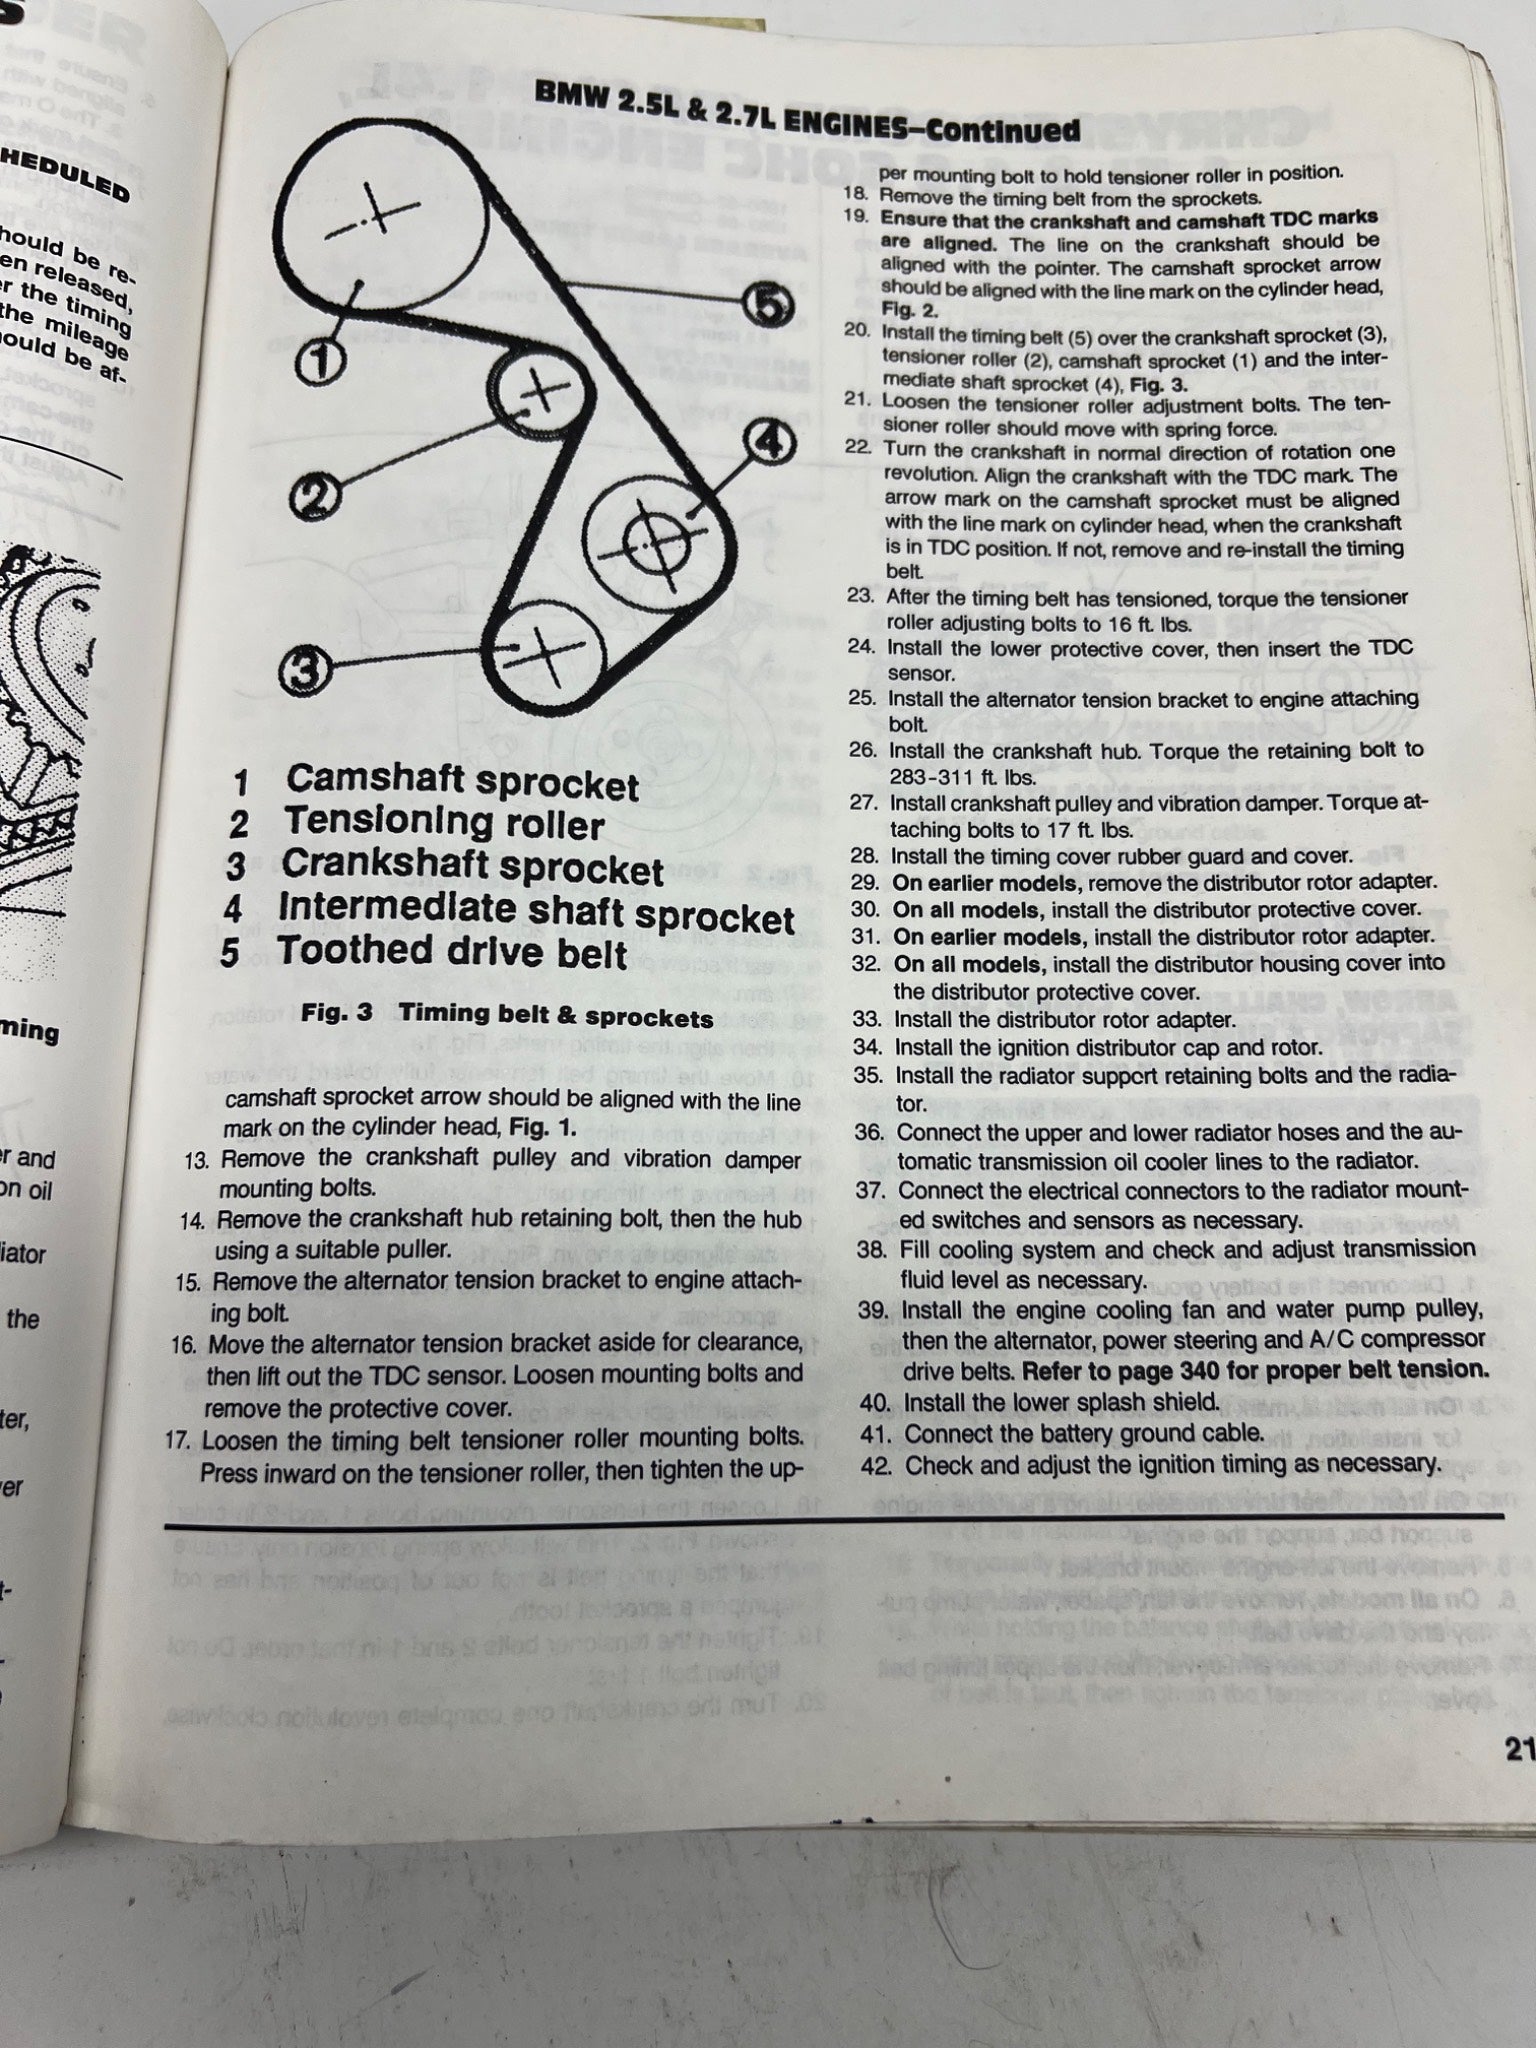 HEDULED
hould be re-
en released,
er the timing
the mileage
ould be af-
ming
er and
on oil
iator
the
ter,
ver
BMW 2.5L & 2.7L ENGINES–Continued
1
2
3
4
5
1 Camshaft sprocket
2 Tensioning roller
3 Crankshaft sprocket
4 Intermediate shaft sprocket
5 Toothed drive belt
Fig. 3 Timing belt & sprockets
camshaft sprocket arrow should be aligned with the line
mark on the cylinder head, Fig. 1.
13. Remove the crankshaft pulley and vibration damper
mounting bolts.
14. Remove the crankshaft hub retaining bolt, then the hub
using a suitable puller.
15. Remove the alternator tension bracket to engine attach-
ing bolt.
16. Move the alternator tension bracket aside for clearance,
then lift out the TDC sensor. Loosen mounting bolts and
remove the protective cover.
17. Loosen the timing belt tensioner roller mounting bolts.
Press inward on the tensioner roller, then tighten the up-
per mounting bolt to hold tensioner roller in position.
18. Remove the timing belt from the sprockets.
19. Ensure that the crankshaft and camshaft TDC marks
are aligned. The line on the crankshaft should be
aligned with the pointer. The camshaft sprocket arrow
should be aligned with the line mark on the cylinder head,
Fig. 2.
20. Install the timing belt (5) over the crankshaft sprocket (3),
tensioner roller (2), camshaft sprocket (1) and the inter-
mediate shaft sprocket (4), Fig. 3.
21. Loosen the tensioner roller adjustment bolts. The ten-
sioner roller should move with spring force.
22. Turn the crankshaft in normal direction of rotation one
revolution. Align the crankshaft with the TDC mark. The
arrow mark on the camshaft sprocket must be aligned
with the line mark on cylinder head, when the crankshaft
is in TDC position. If not, remove and re-install the timing
belt.
23. After the timing belt has tensioned, torque the tensioner
roller adjusting bolts to 16 ft. lbs.
24. Install the lower protective cover, then insert the TDC
sensor.
25. Install the alternator tension bracket to engine attaching
bolt.
26. Install the crankshaft hub. Torque the retaining bolt to
283-311 ft. lbs.
27. Install crankshaft pulley and vibration damper. Torque at-
taching bolts to 17 ft. lbs.
28. Install the timing cover rubber guard and cover.
29. On earlier models, remove the distributor rotor adapter.
30. On all models, install the distributor protective cover.
31. On earlier models, install the distributor rotor adapter.
32. On all models, install the distributor housing cover into
the distributor protective cover.
33. Install the distributor rotor adapter.
34. Install the ignition distributor cap and rotor.
35. Install the radiator support retaining bolts and the radia-
tor.
36. Connect the upper and lower radiator hoses and the au-
tomatic transmission oil cooler lines to the radiator.
37. Connect the electrical connectors to the radiator mount-
ed switches and sensors as necessary.
38. Fill cooling system and check and adjust transmission
fluid level as necessary.
39. Install the engine cooling fan and water pump pulley,
then the alternator, power steering and A/C compressor
drive belts. Refer to page 340 for proper belt tension.
40. Install the lower splash shield.
41. Connect the battery ground cable.
42. Check and adjust the ignition timing as necessary.
21